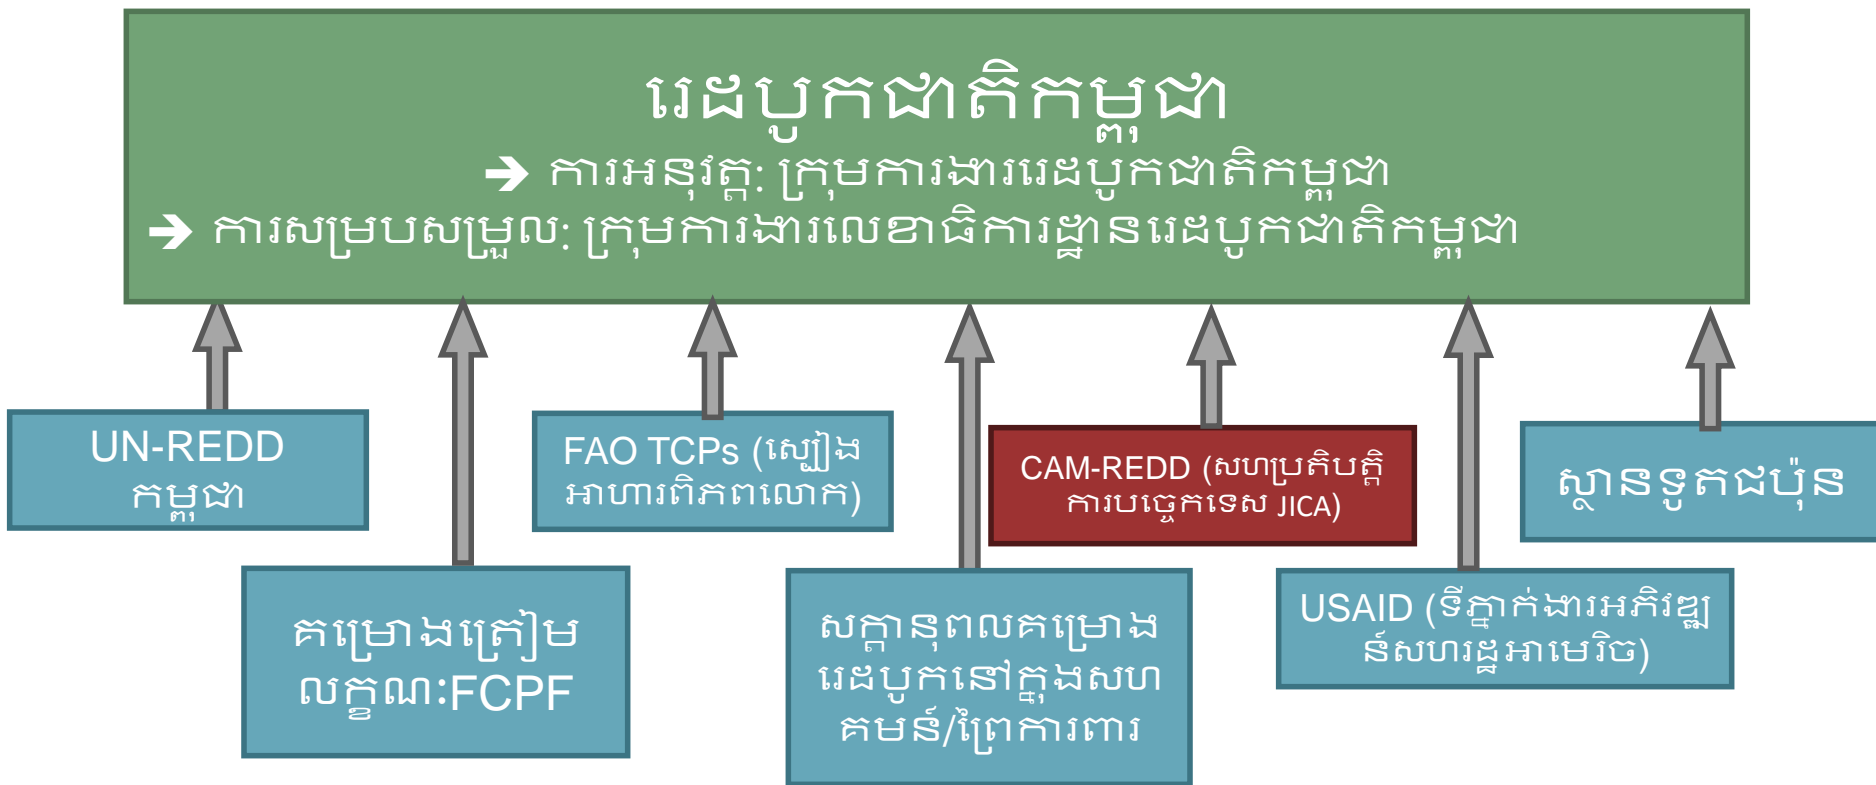 រេដបូកជាតិកម្ពុជា
➔ ការអនុវត្ត: ក្រុមការងាររេដបូកជាតិកម្ពុជា
➔ ការសម្របសម្រួល: ក្រុមការងារលេខាធិការដ្ឋានរេដបូកជាតិកម្ពុជា
UN-REDD
កម្ពុជា
FAO TCPs (ស្បៀង
អាហារពិភពលោក)
CAM-REDD (សហប្រតិបត្តិ
ការបច្ចេកទេស JICA)
ស្ថានទូតជប៉ុន
គម្រោងត្រៀម
លក្ខណៈFCPF
សក្តានុពលគម្រោង
រេដបូកនៅក្នុងសហ
គមន៍/ព្រៃការពារ
USAID (ទីភ្នាក់ងារអភិវឌ្ឍ
ន៍សហរដ្ឋអាមេរិច)